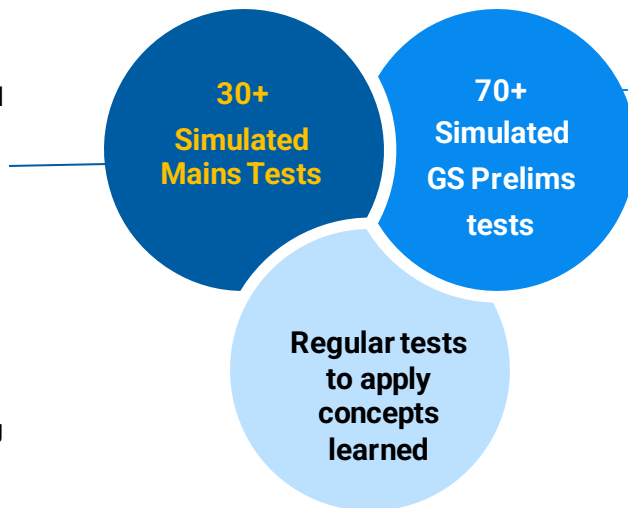 30+
Simulated
Mains Tests
70+
Simulated
GS Prelims
tests
Regular tests
to apply
concepts
learned